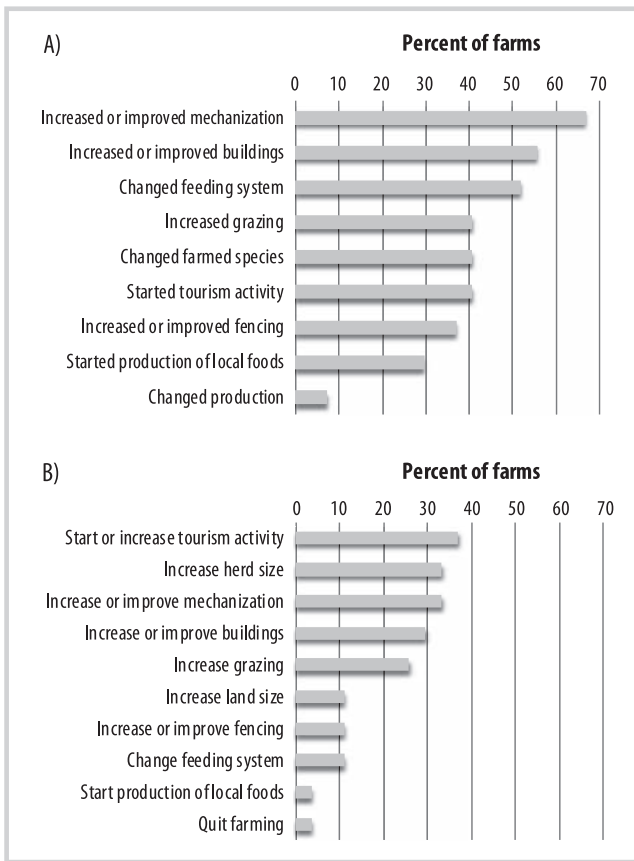 A)
Percent of farms
0 10 20 30 40 50 60 70
Increased or improved mechanization
Increased or improved buildings
Changed feeding system
Increased grazing
Changed farmed species
Started tourism activity
Increased or improved fencing
Started production of local foods
Changed production
B)
Percent of farms
0 10 20 30 40 50 60 70
Start or increase tourism activity
Increase herd size
Increase or improve mechanization
Increase or improve buildings
Increase grazing
Increase land size
Increase or improve fencing
Change feeding system
Start production of local foods
Quit farming